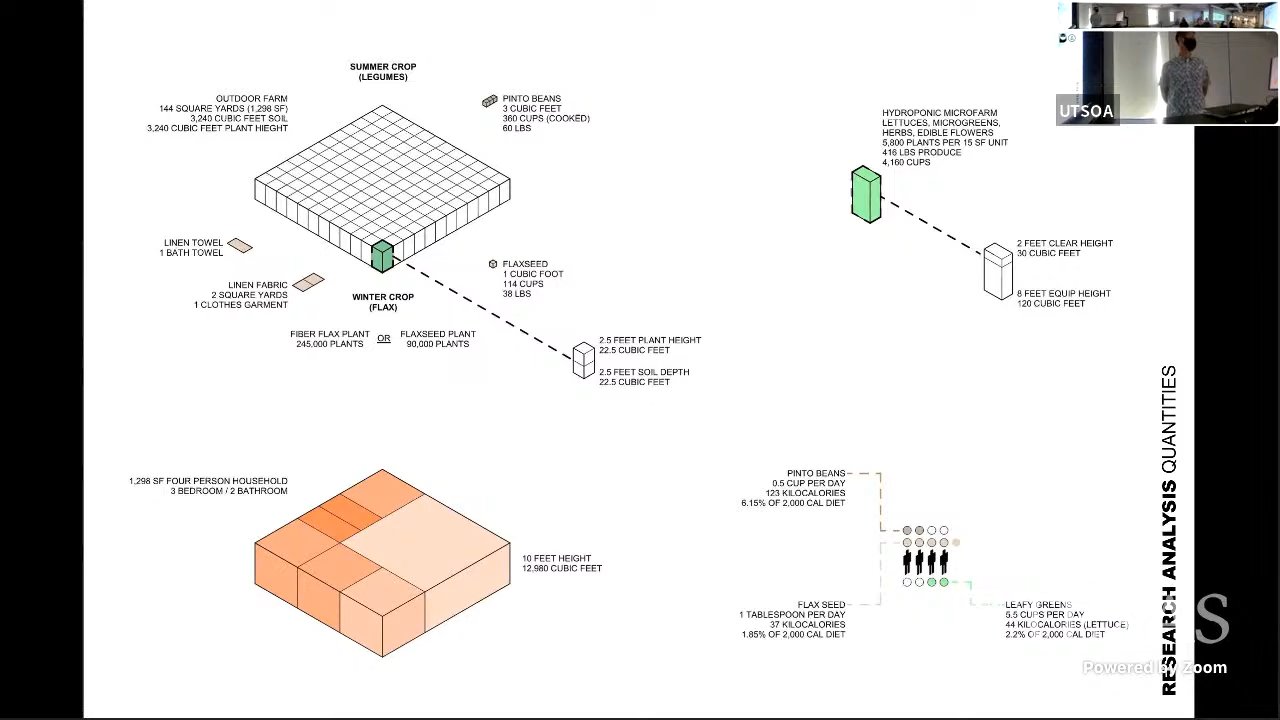 SUMMER CROP
(LEGUMES)
OUTDOOR FARM
144 SQUARE YARDS (1,298 SF)
3,240 CUBIC FEET SOIL
3,240 CUBIC FEET PLANT HIEGHT
PINTO BEANS
3 CUBIC FEET
360 CUPS (COOKED)
60 LBS
HYDROPONIC MICROFARM
LETTUCES, MICROGREENS,
HERBS, EDIBLE FLOWERS
5,800 PLANTS PER 15 SF UNIT
416 LBS PRODUCE
4,160 CUPS
UTSOA
LINEN TOWEL
1 BATH TOWEL
LINEN FABRIC
2 SQUARE YARDS
1 CLOTHES GARMENT
FLAXSEED
1 CUBIC FOOT
114 CUPS
38 LBS
2 FEET CLEAR HEIGHT
30 CUBIC FEET
8 FEET EQUIP HEIGHT
120 CUBIC FEET
WINTER CROP
(FLAX)
FIBER FLAX PLANT
245,000 PLANTS
OR
FLAXSEED PLANT
90,000 PLANTS
2.5 FEET PLANT HEIGHT
22.5 CUBIC FEET
2.5 FEET SOIL DEPTH
22.5 CUBIC FEET
1,298 SF FOUR PERSON HOUSEHOLD
3 BEDROOM / 2 BATHROOM
10 FEET HEIGHT
12,980 CUBIC FEET
PINTO BEANS
0.5 CUP PER DAY
123 KILOCALORIES
6.15% OF 2,000 CAL DIET
FLAX SEED
1 TABLESPOON PER DAY
37 KILOCALORIES
1.85% OF 2,000 CAL DIET
LEAFY GREENS
5.5 CUPS PER DAY
44 KILOCALORIES (LETTUCE)
2.2% OF 2,000 CAL DIET
RESEARCH ANALYSIS QUANTITIES
Powered by Zoom